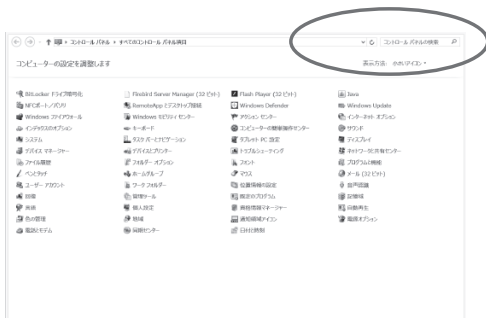 コントロール パネル ▸ すべてのコントロール パネル項目
コントロール パネルの検索
コンピューターの設定を調整します
表示方法: 小さいアイコン
BitLocker ドライブ暗号化
Firebird Server Manager (32 ビット)
Flash Player (32 ビット)
Java
NFCポート/パソリ
RemoteApp とデスクトップ接続
Windows Defender
Windows Update
Windows ファイアウォール
Windows モビリティ センター
アクション センター
インターネット オプション
インデックスのオプション
キーボード
コンピューターの簡単操作センター
サウンド
システム
タスク バーとナビゲーション
タブレット PC 設定
ディスプレイ
デバイス マネージャー
デバイスとプリンター
トラブルシューティング
ネットワークと共有センター
ファイル履歴
フォルダー オプション
フォント
プログラムと機能
ペンとタッチ
ホームグループ
マウス
メール (32 ビット)
ユーザー アカウント
ワーク フォルダー
位置情報の設定
音声認識
回復
管理ツール
既定のプログラム
記憶域
言語
個人設定
資格情報マネージャー
自動再生
色の管理
地域
通知領域アイコン
電源オプション
電話とモデム
同期センター
日付と時刻